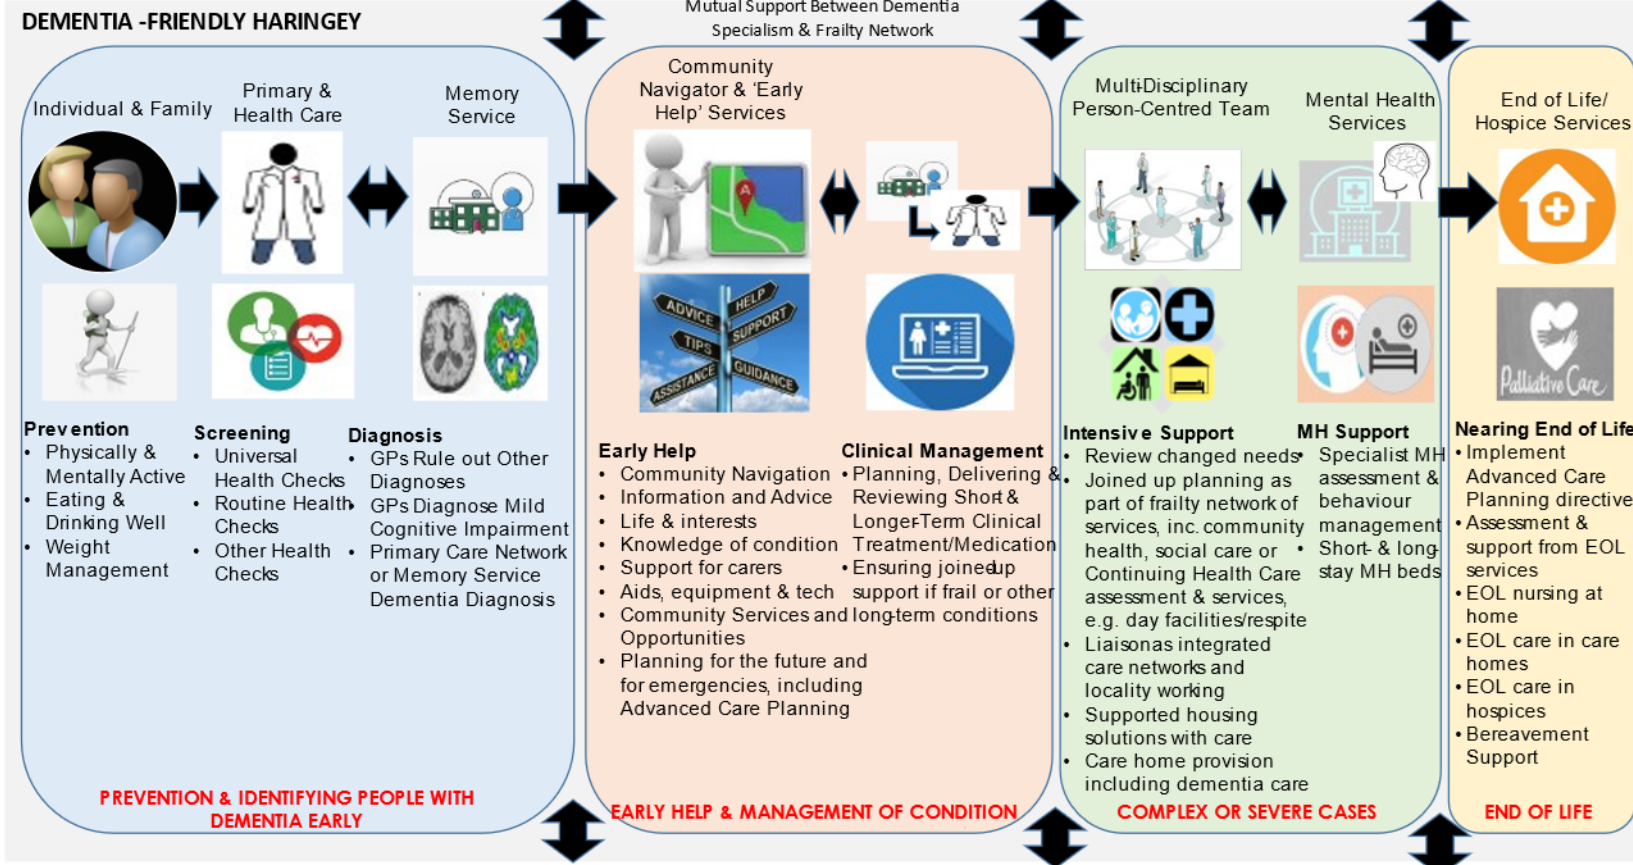 DEMENTIA -FRIENDLY HARINGEY
Mutual Support Between Dementia
Specialism & Frailty Network
Individual & Family
Primary &
Health Care
Memory
Service
Prevention
• Physically &
Mentally Active
• Eating &
Drinking Well
• Weight
Management
Screening
• Universal
Health Checks
• Routine Health
Checks
• Other Health
Checks
Diagnosis
• GPs Rule out Other
Diagnoses
• GPs Diagnose Mild
Cognitive Impairment
• Primary Care Network
or Memory Service
Dementia Diagnosis
PREVENTION & IDENTIFYING PEOPLE WITH
DEMENTIA EARLY
Community
Navigator & ‘Early
Help’ Services
A
ADVICE
HELP
SUPPORT
TIPS
GUIDANCE
ASSISTANCE
Early Help
• Community Navigation
• Information and Advice
• Life & interests
• Knowledge of condition
• Support for carers
• Aids, equipment & tech
• Community Services and
Opportunities
• Planning for the future and
for emergencies, including
Advanced Care Planning
Clinical Management
• Planning, Delivering &
Reviewing Short &
Longer-Term Clinical
Treatment/Medication
• Ensuring joined-up
support if frail or other
long-term conditions
EARLY HELP & MANAGEMENT OF CONDITION
Multi-Disciplinary
Person-Centred Team
Mental Health
Services
Intensive Support
• Review changed needs
• Joined up planning as
part of frailty network of
services, inc. community
health, social care or
Continuing Health Care
assessment & services,
e.g. day facilities/respite
• Liaison as integrated
care networks and
locality working
• Supported housing
solutions with care
• Care home provision
including dementia care
MH Support
• Specialist MH
assessment &
behaviour
management
• Short- & long-
stay MH beds
COMPLEX OR SEVERE CASES
End of Life/
Hospice Services
Palliative Care
Nearing End of Life
• Implement
Advanced Care
Planning directive
• Assessment &
support from EOL
services
• EOL nursing at
home
• EOL care in care
homes
• EOL care in
hospices
• Bereavement
Support
END OF LIFE